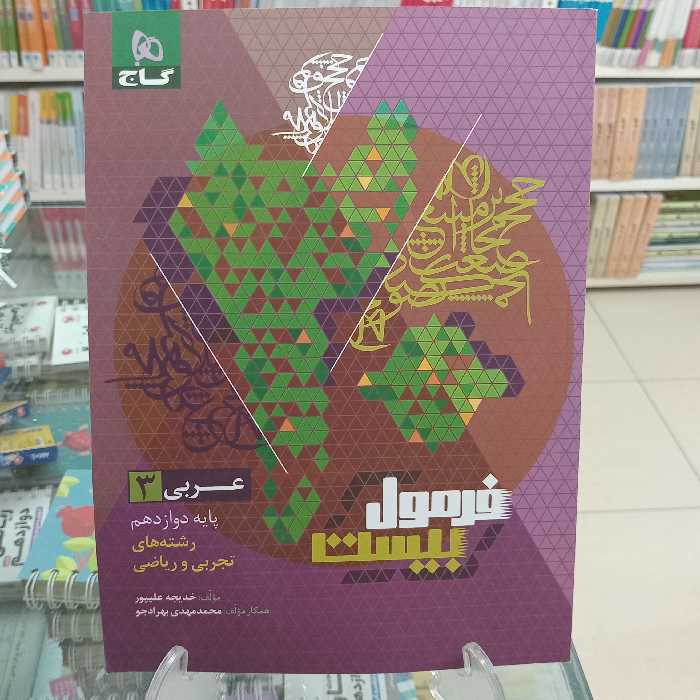 گاج
فرمول
بیست
عربی ۳
پایه دوازدهم
رشته‌های
تجربی و ریاضی
مؤلف: خدیجه علیپور
همکار مؤلف: محمدمهدی بهرادجو